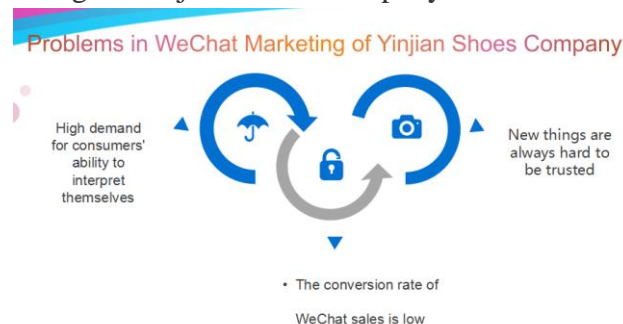 Problems in WeChat Marketing of Yinjian Shoes Company
High demand
for consumers'
ability to
interpret
themselves
New things are
always hard to
be trusted
• The conversion rate of
WeChat sales is low